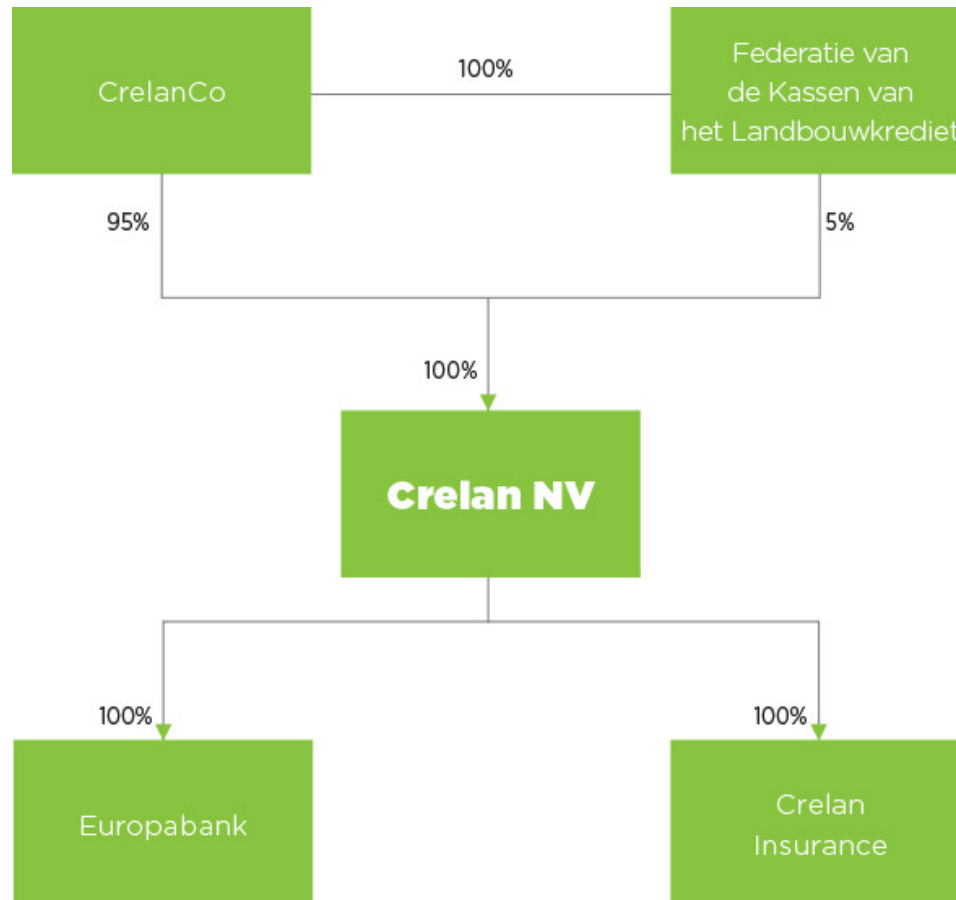 CrelanCo
100%
Federatie van
de Kassen van
het Landbouwkrediet
95%
5%
100%
Crelan NV
100%
100%
Europabank
Crelan
Insurance